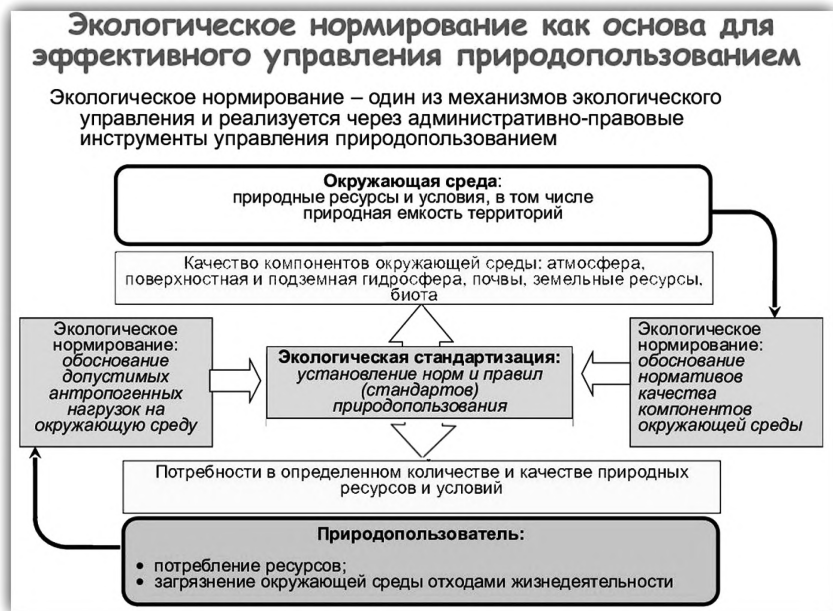 Экологическое нормирование как основа для
эффективного управления природопользованием
Экологическое нормирование – один из механизмов экологического
управления и реализуется через административно-правовые
инструменты управления природопользованием
Окружающая среда:
природные ресурсы и условия, в том числе
природная емкость территорий
Качество компонентов окружающей среды: атмосфера,
поверхностная и подземная гидросфера, почвы, земельные ресурсы,
биота
Экологическое
нормирование:
обоснование
допустимых
антропогенных
нагрузок на
окружающую среду
Экологическая стандартизация:
установление норм и правил
(стандартов)
природопользования
Экологическое
нормирование:
обоснование
нормативов
качества
компонентов
окружающей среды
Потребности в определенном количестве и качестве природных
ресурсов и условий
Природопользователь:
• потребление ресурсов;
• загрязнение окружающей среды отходами жизнедеятельности